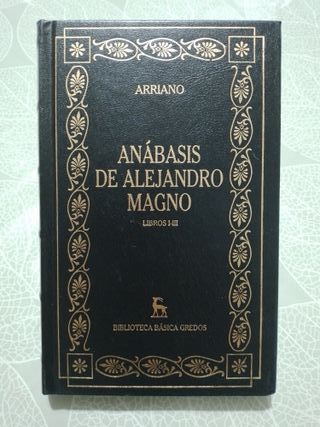 ARRIANO
ANÁBASIS
DE ALEJANDRO
MAGNO
LIBROS I-III
BIBLIOTECA BÁSICA GREDOS